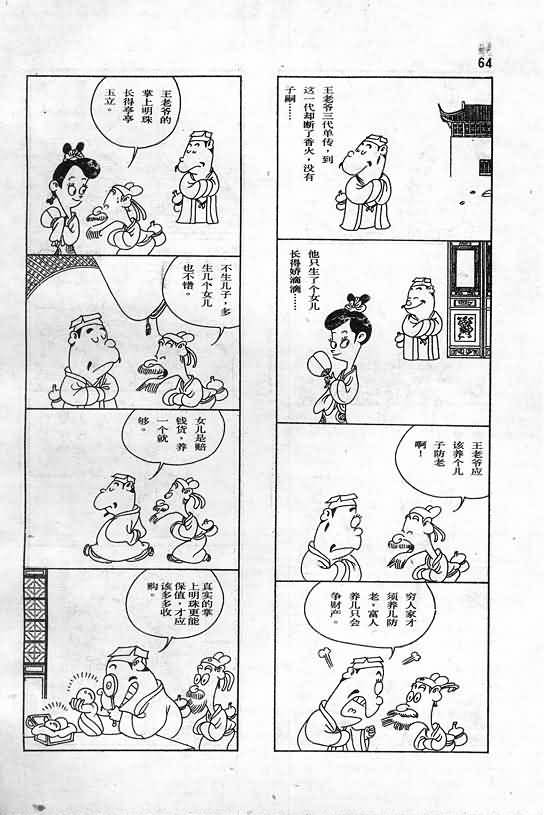 64
王老爷三代单传，到
这一代却断了香火，没有
子嗣……
他只生了个女儿
长得娇滴滴……
王老爷应
该养个儿
子防老
啊！
穷人家才
须养儿防
老，富人
养儿只会
争财产。
王老爷的
掌上明珠
长得亭亭
玉立。
不生儿子，多
生几个女儿
也不错。
女儿是赔
钱货，养
一个就
够。
真实的掌
上明珠更能
保值，才应
该多多收
购。